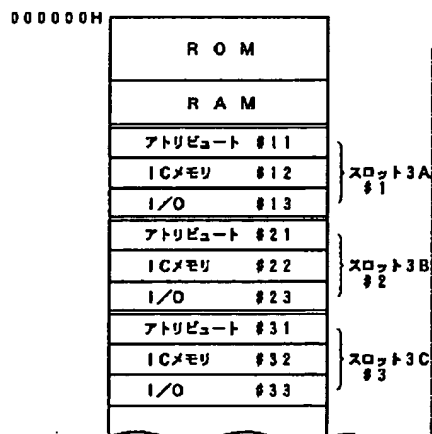 000000H
ROM
RAM
アトリビュート #11
ICメモリ #12
I/O #13
スロット3A
#1
アトリビュート #21
ICメモリ #22
I/O #23
スロット3B
#2
アトリビュート #31
ICメモリ #32
I/O #33
スロット3C
#3